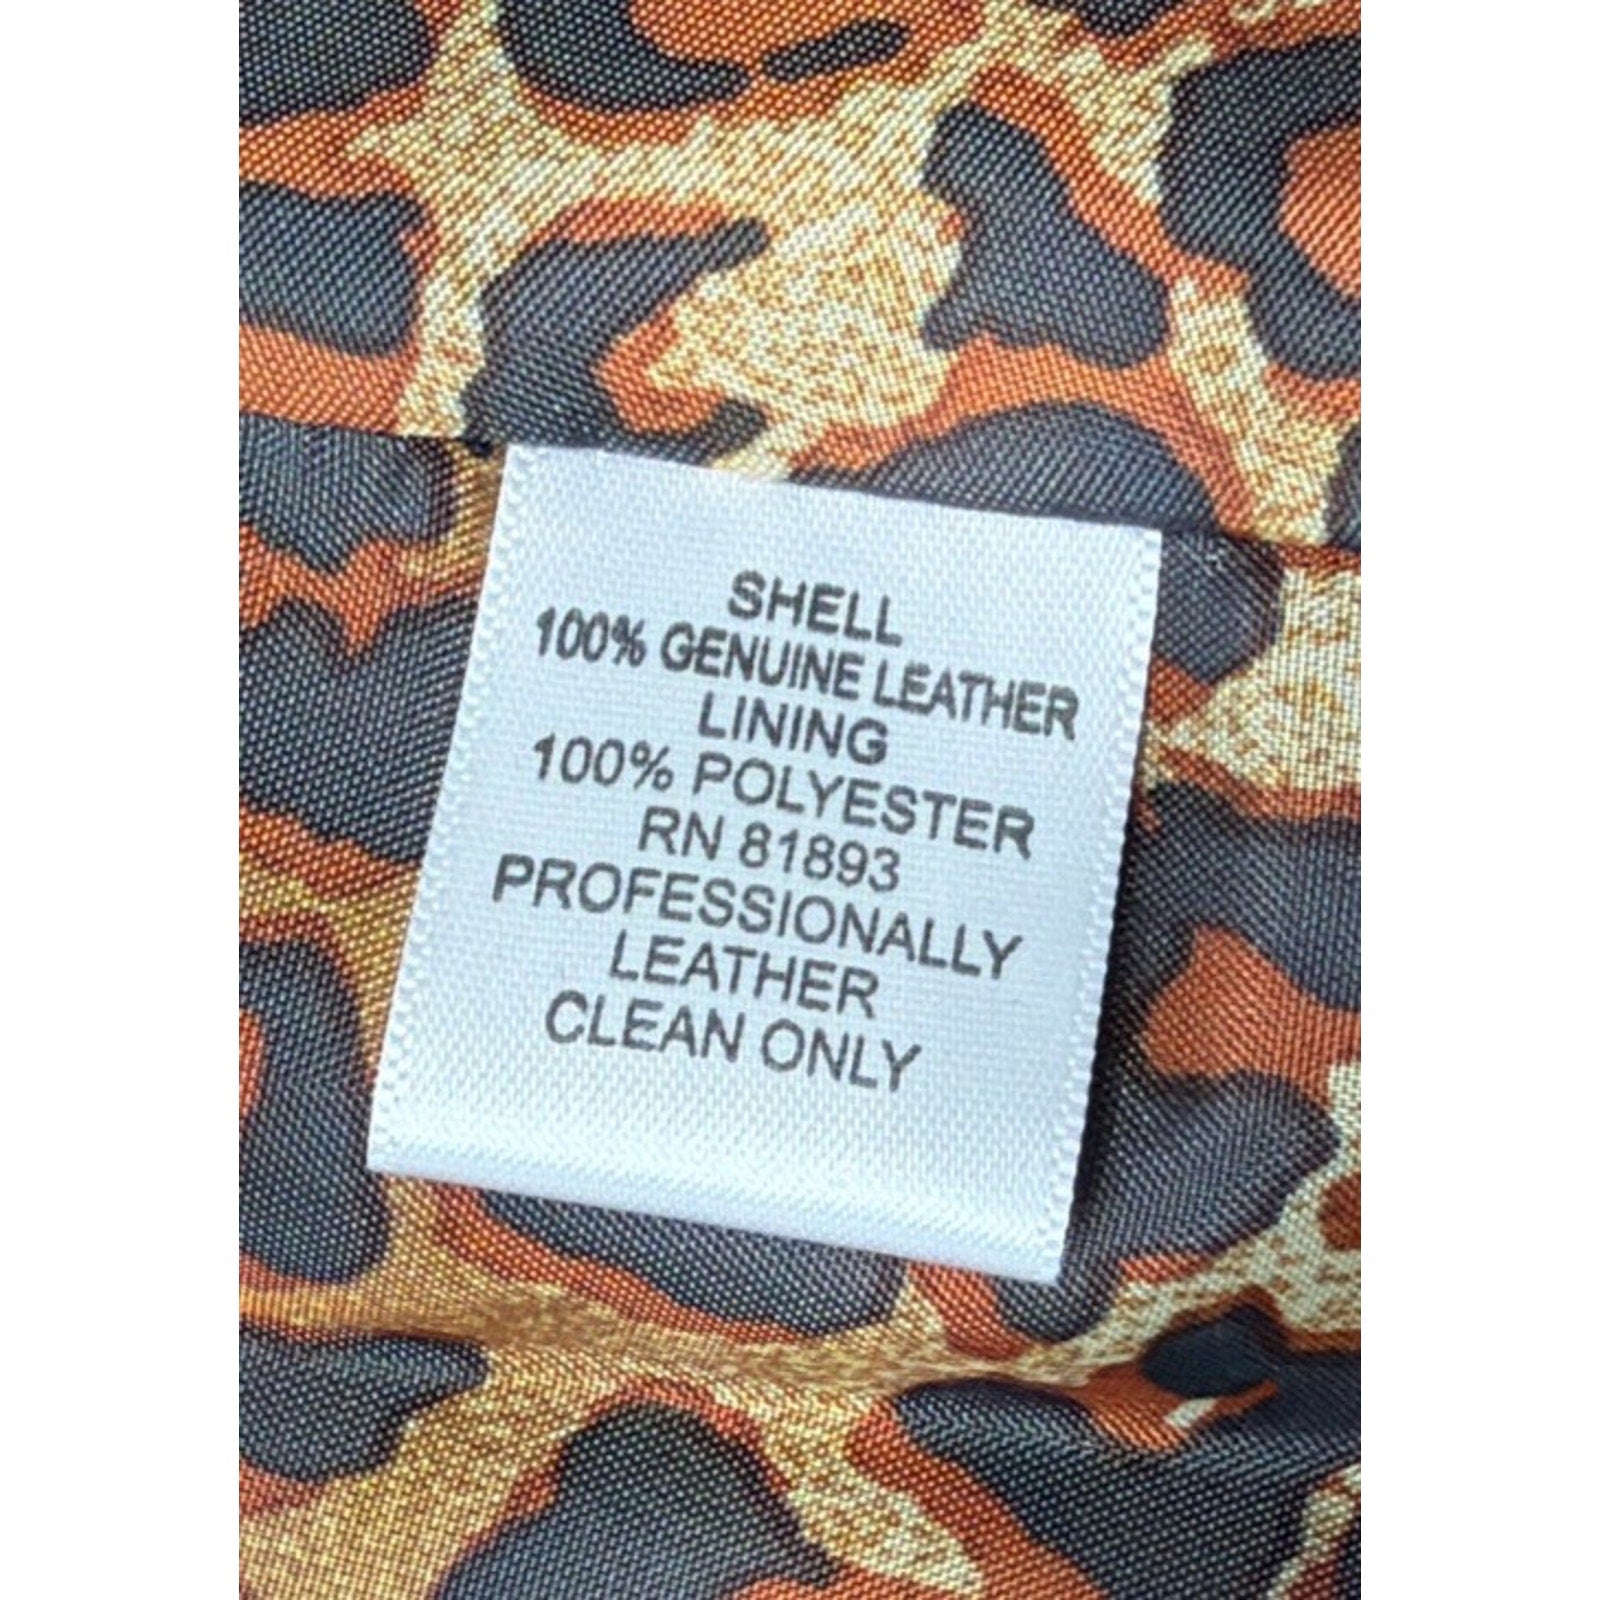 SHELL
100% GENUINE LEATHER
LINING
100% POLYESTER
RN 81893
PROFESSIONALLY
LEATHER
CLEAN ONLY